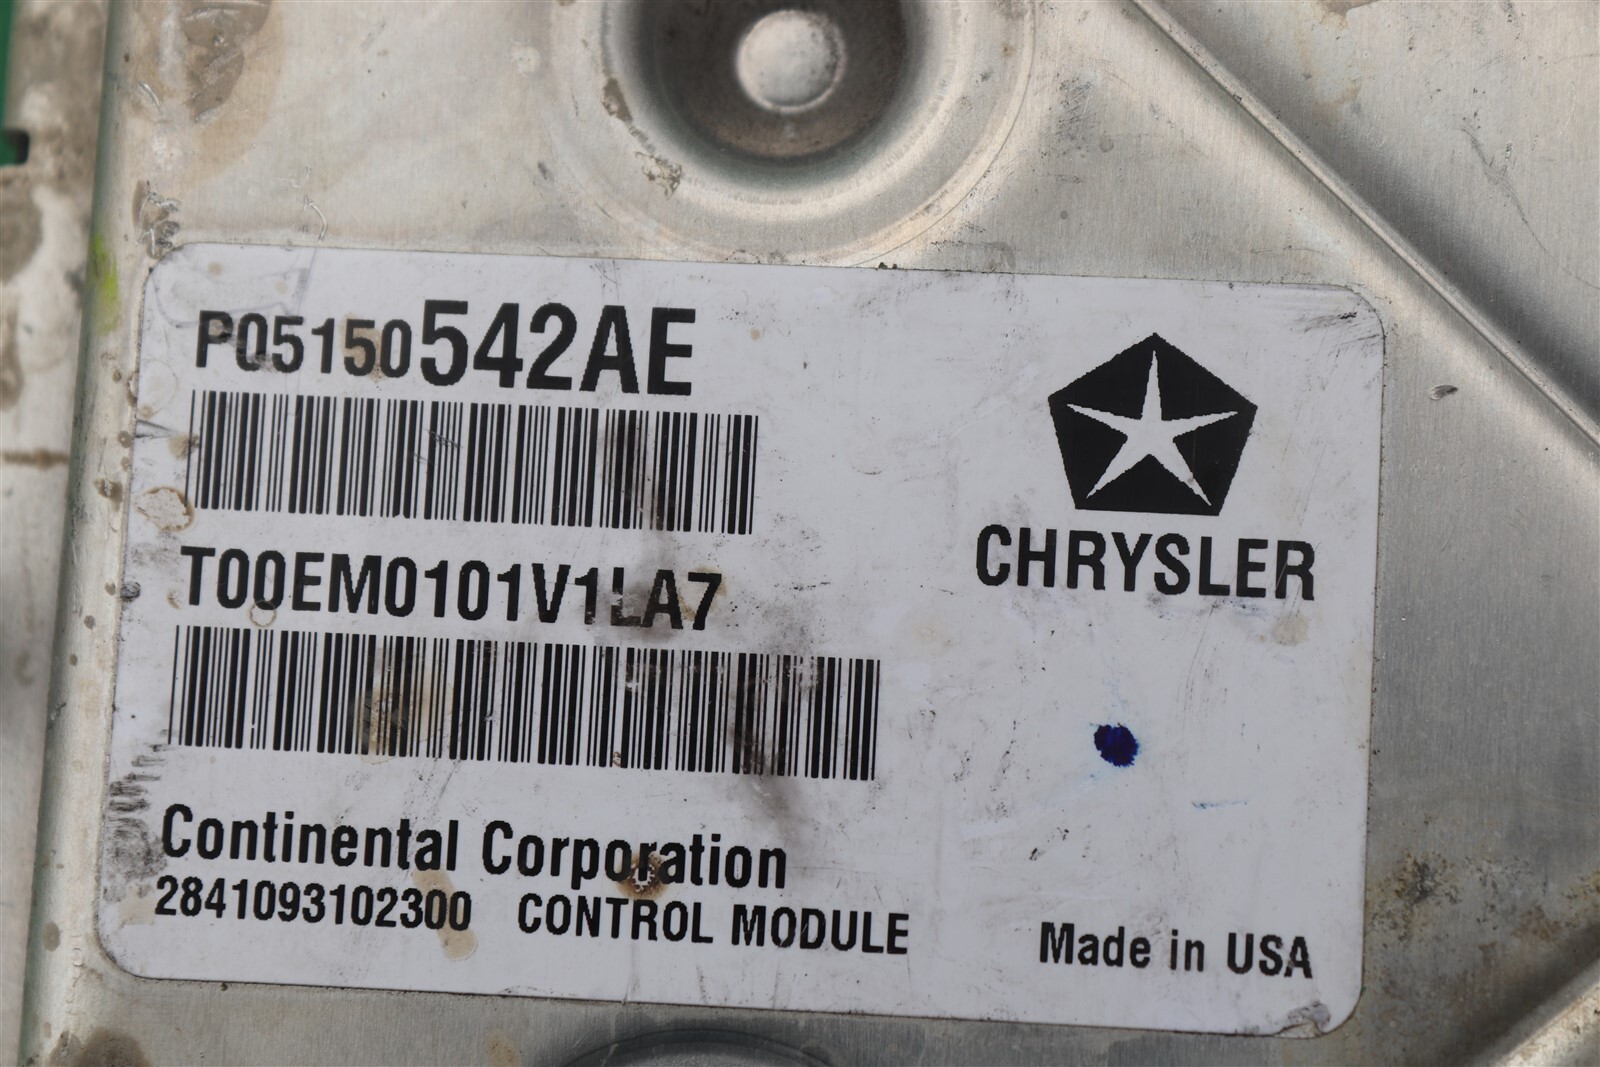 P05150542AE
CHRYSLER
T00EM0101V1LA7
Continental Corporation
2841093102300 CONTROL MODULE
Made in USA